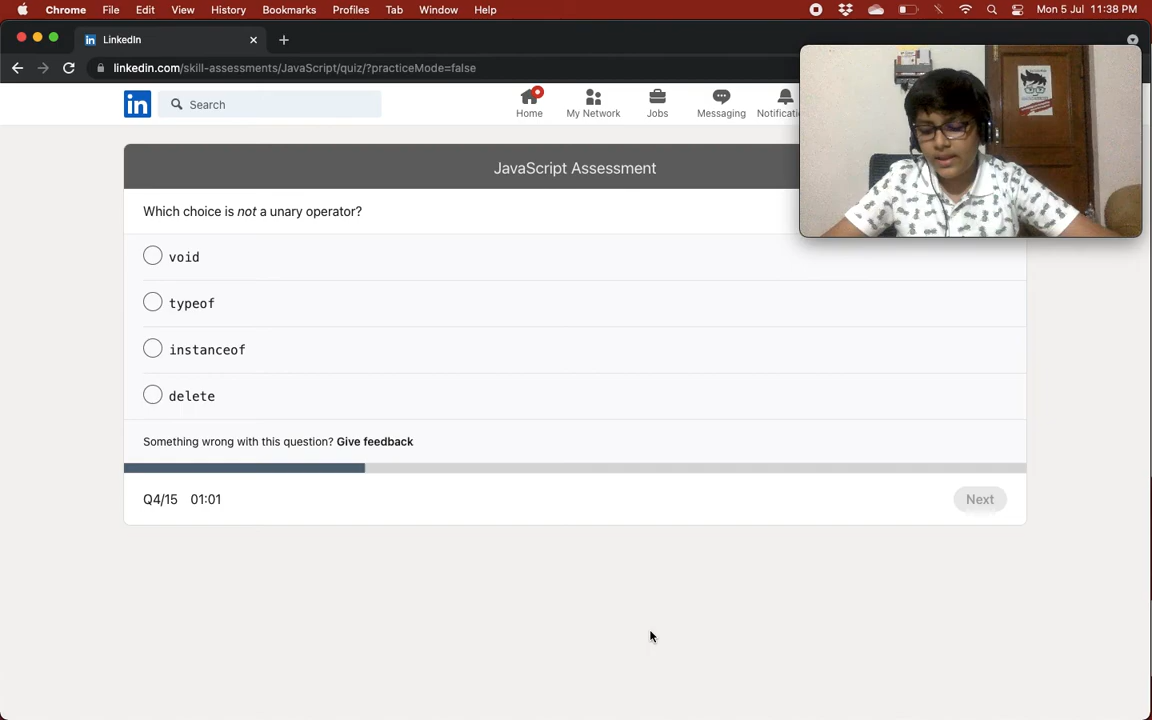 Chrome File Edit View History Bookmarks Profiles Tab Window Help Mon 5 Jul 11:38 PM
in LinkedIn
linkedin.com/skill-assessments/JavaScript/quiz/?practiceMode=false
in Search
Home My Network Jobs Messaging Notificati
JavaScript Assessment
Which choice is not a unary operator?
void
typeof
instanceof
delete
Something wrong with this question? Give feedback
Q4/15 01:01
Next